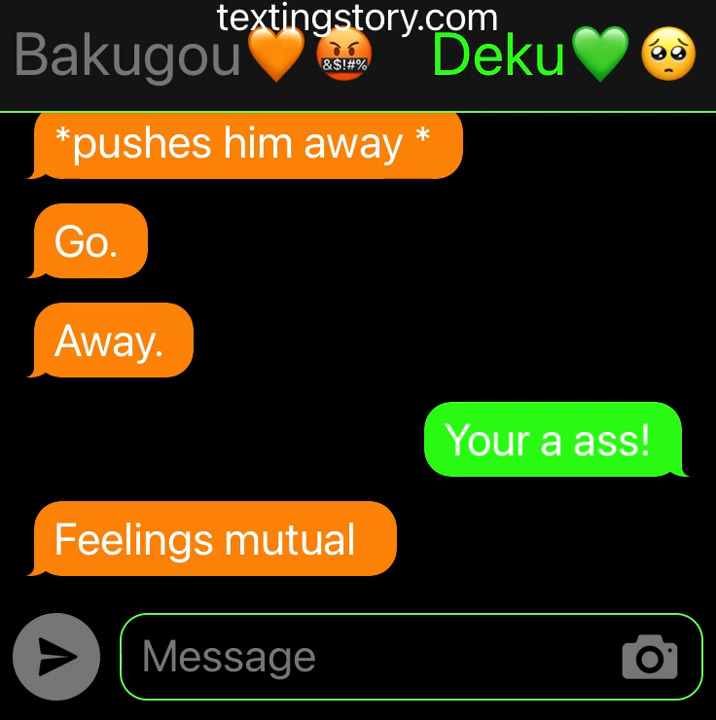 textingstory.com
Bakugou🧡🤬 Deku💚🥺
*pushes him away *
Go.
Away.
Your a ass!
Feelings mutual
Message